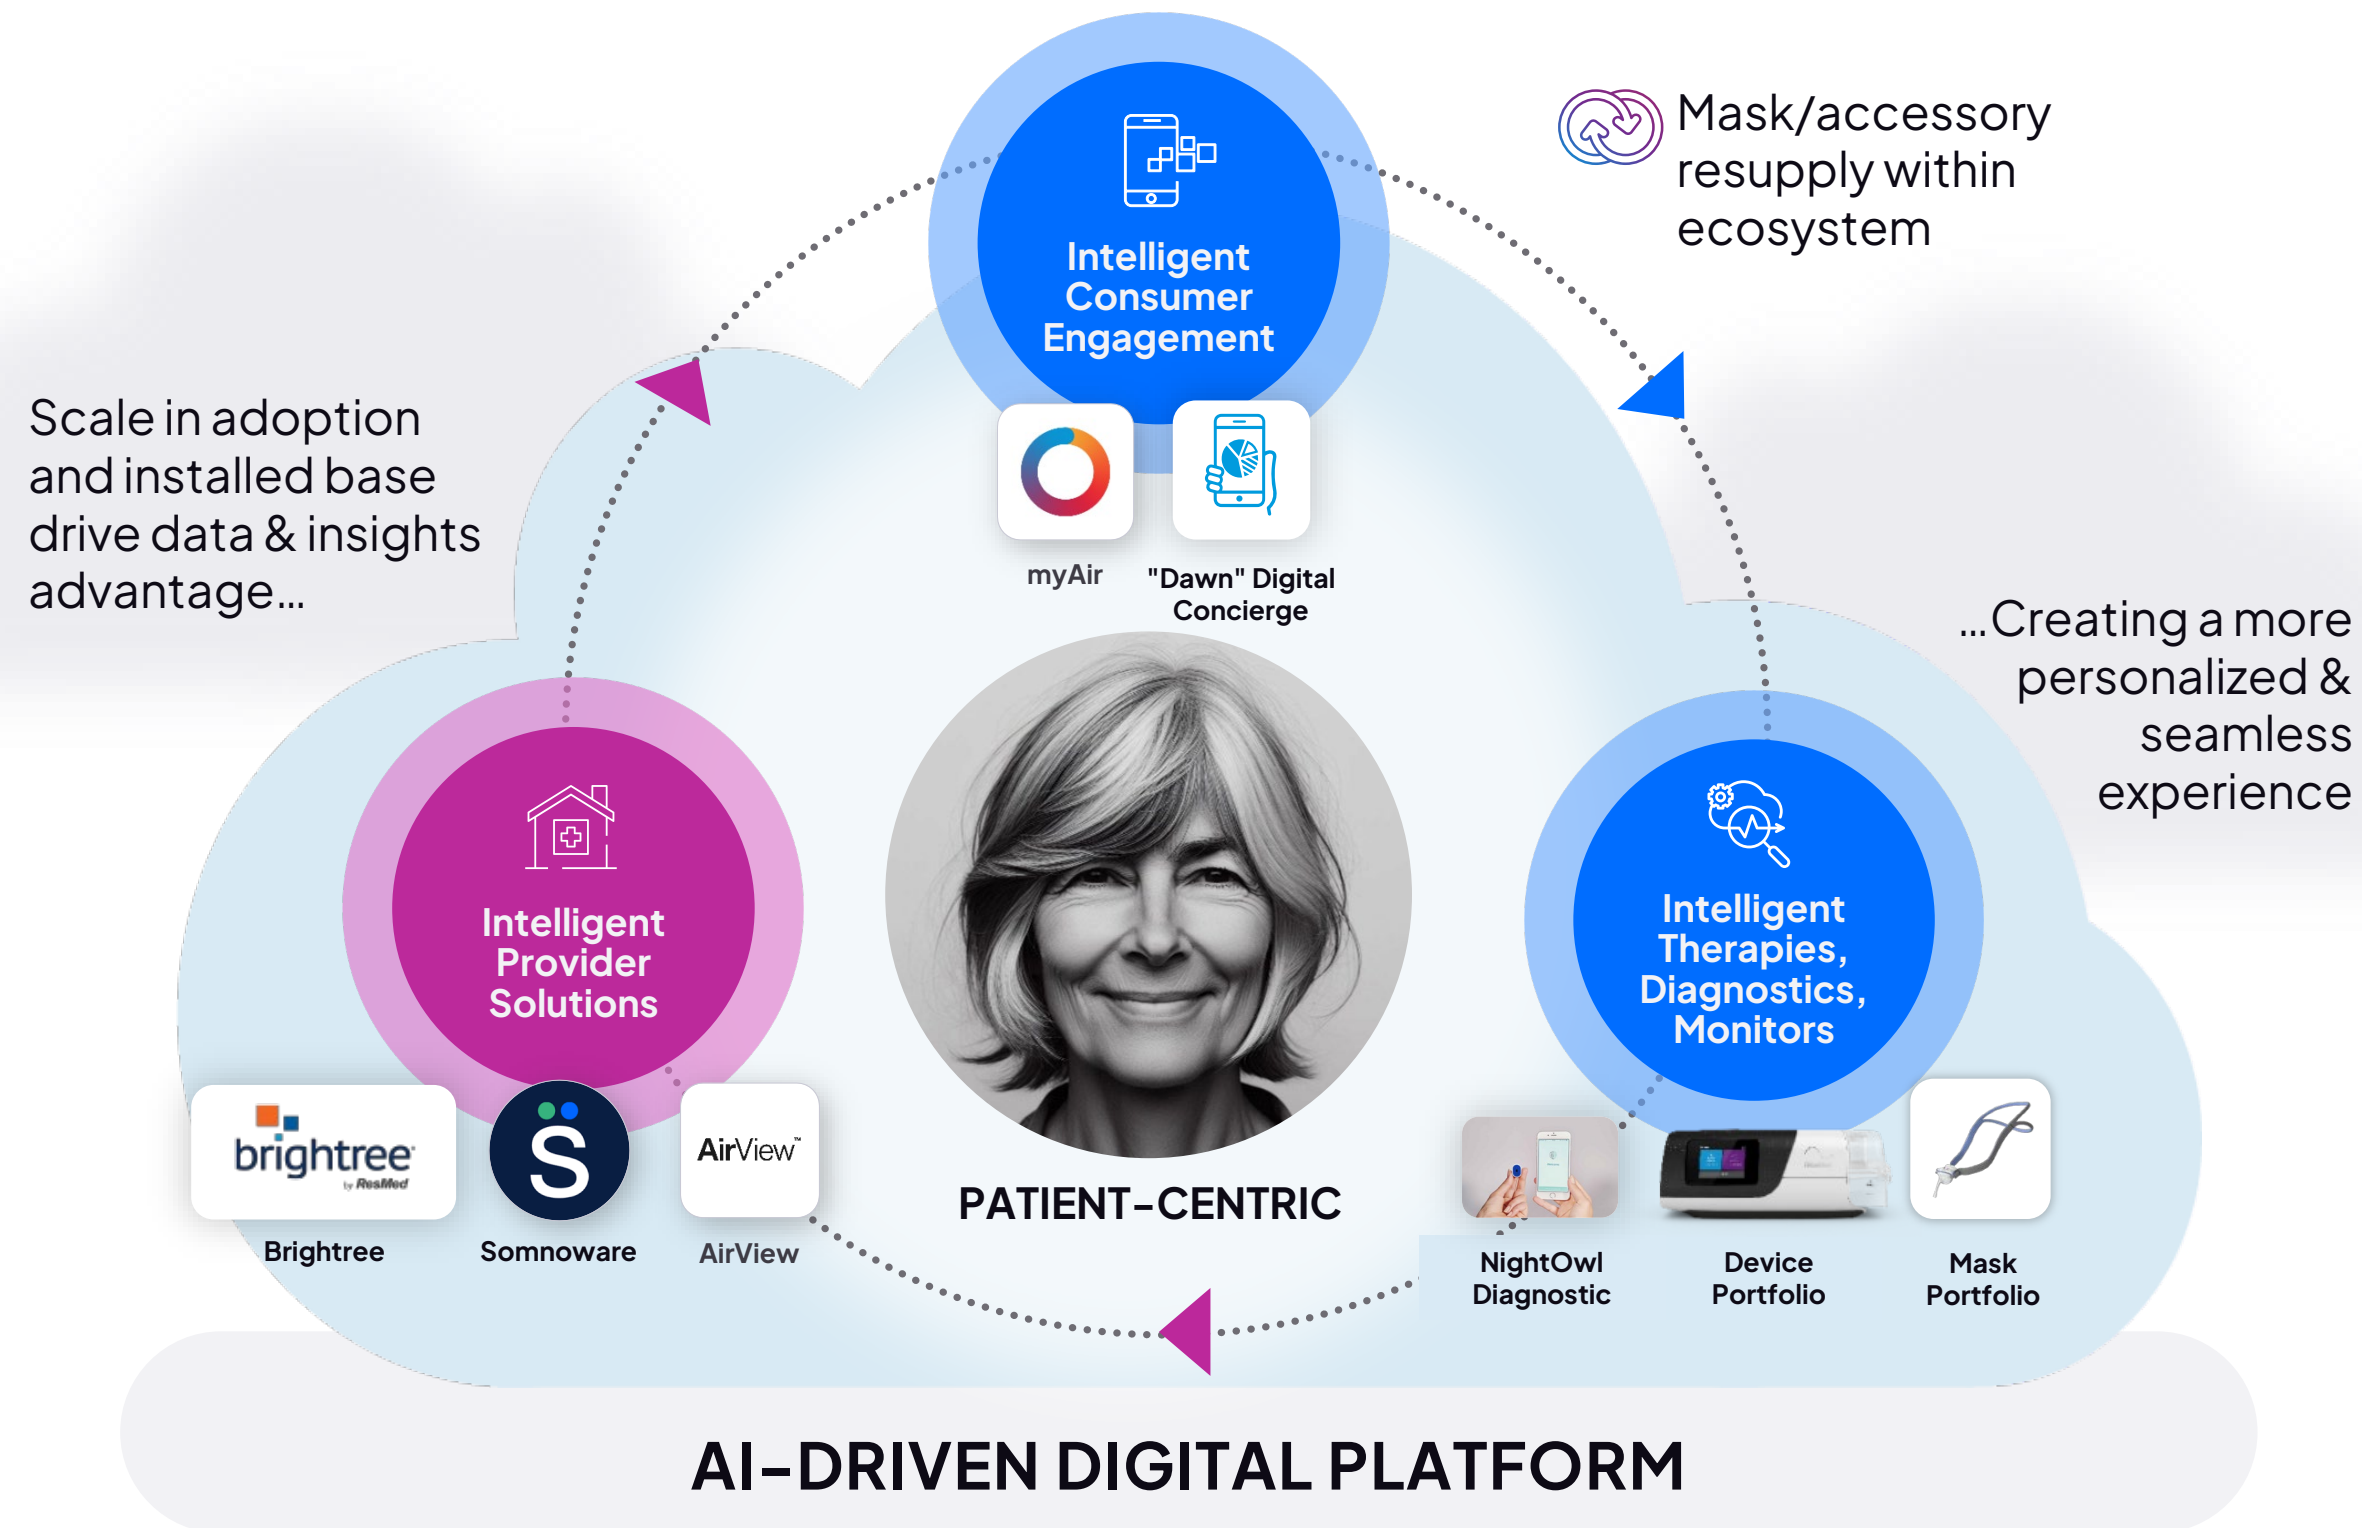 Mask/accessory
resupply within
ecosystem
Intelligent
Consumer
Engagement
Scale in adoption
and installed base
drive data & insights
advantage...
myAir
"Dawn" Digital
Concierge
...Creating a more
personalized &
seamless
experience
Intelligent
Provider
Solutions
Intelligent
Therapies,
Diagnostics,
Monitors
brightree
by ResMed
S
AirView™
Brightree
Somnoware
AirView
PATIENT-CENTRIC
NightOwl
Diagnostic
Device
Portfolio
Mask
Portfolio
AI-DRIVEN DIGITAL PLATFORM